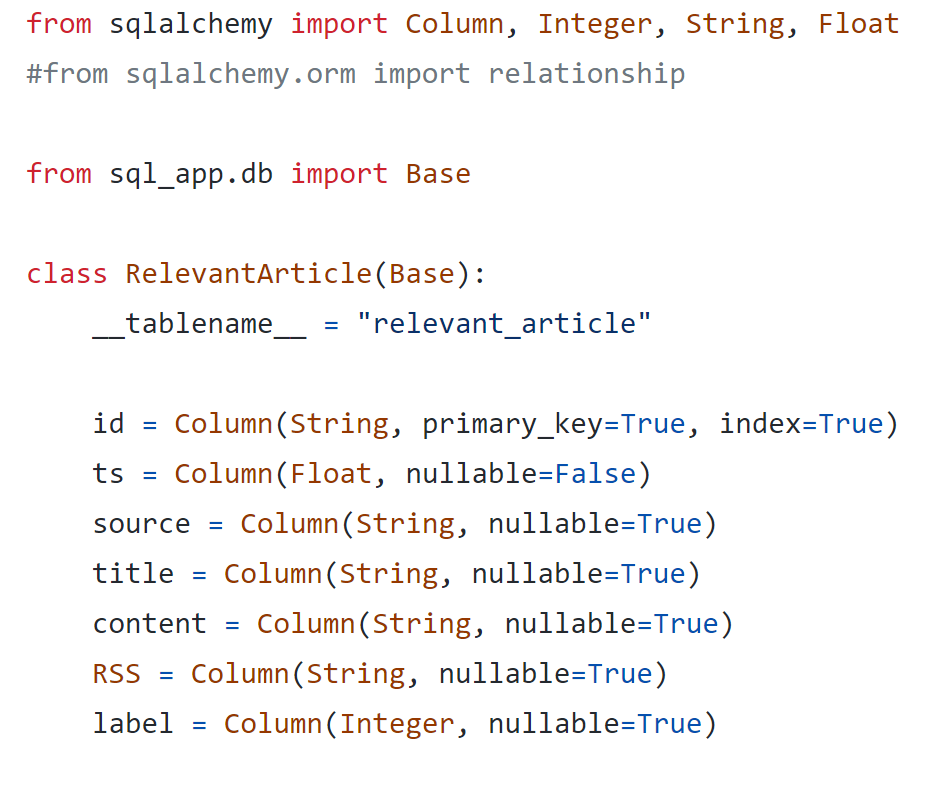 from sqlalchemy import Column, Integer, String, Float
#from sqlalchemy.orm import relationship
from sql_app.db import Base
class RelevantArticle(Base):
    __tablename__ = "relevant_article"
    id = Column(String, primary_key=True, index=True)
    ts = Column(Float, nullable=False)
    source = Column(String, nullable=True)
    title = Column(String, nullable=True)
    content = Column(String, nullable=True)
    RSS = Column(String, nullable=True)
    label = Column(Integer, nullable=True)